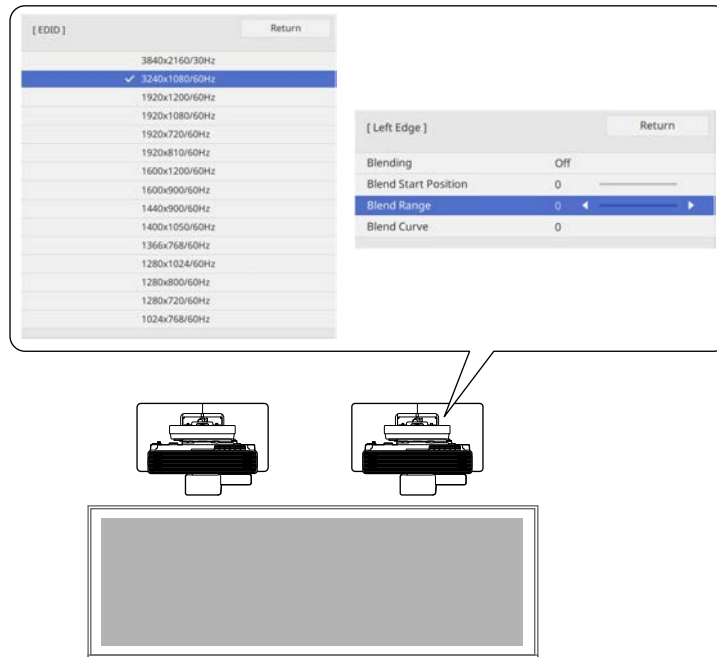 [ EDID ]
Return
3840x2160/30Hz
✓ 3240x1080/60Hz
1920x1200/60Hz
1920x1080/60Hz
1920x720/60Hz
1920x810/60Hz
1600x1200/60Hz
1600x900/60Hz
1440x900/60Hz
1400x1050/60Hz
1366x768/60Hz
1280x1024/60Hz
1280x800/60Hz
1280x720/60Hz
1024x768/60Hz
[ Left Edge ]
Return
Blending Off
Blend Start Position 0
Blend Range 0
Blend Curve 0